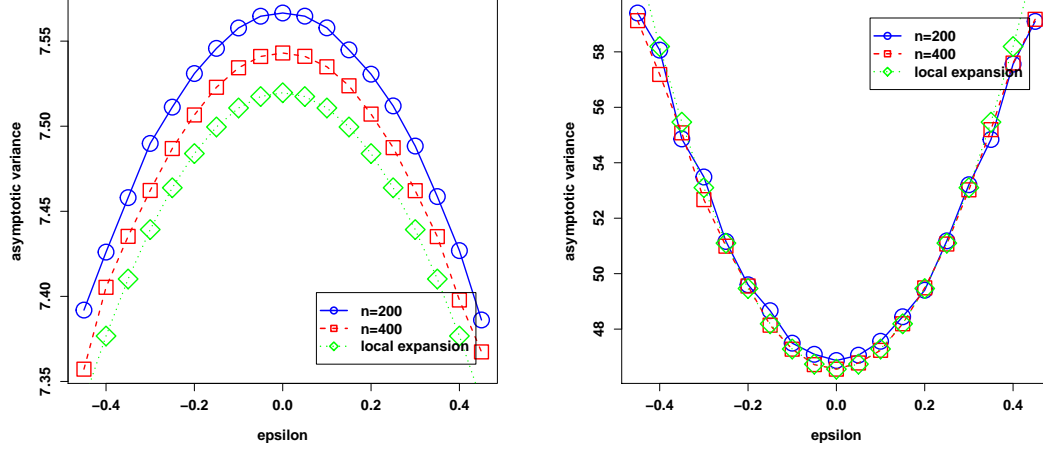 asymptotic variance
7.55
7.50
7.45
7.40
7.35
n=200
n=400
local expansion
−0.4
−0.2
0.0
0.2
0.4
epsilon
asymptotic variance
58
56
54
52
50
48
n=200
n=400
local expansion
−0.4
−0.2
0.0
0.2
0.4
epsilon